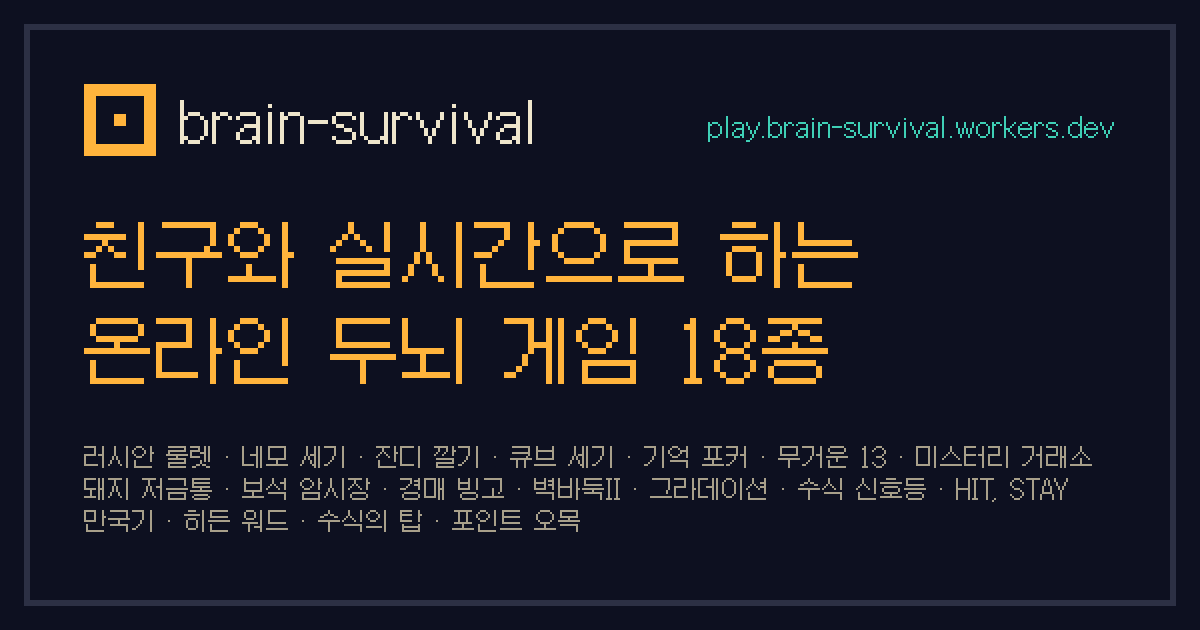 brain-survival
play.brain-survival.workers.dev
친구와 실시간으로 하는
온라인 두뇌 게임 18종
러시안 룰렛 · 네모 세기 · 잔디 깔기 · 큐브 세기 · 기억 포커 · 무거운 13 · 미스터리 거래소
돼지 저금통 · 보석 암시장 · 경매 빙고 · 벽바둑II · 그라데이션 · 수식 신호등 · HIT, STAY
만국기 · 히든 워드 · 수식의 탑 · 포인트 오목